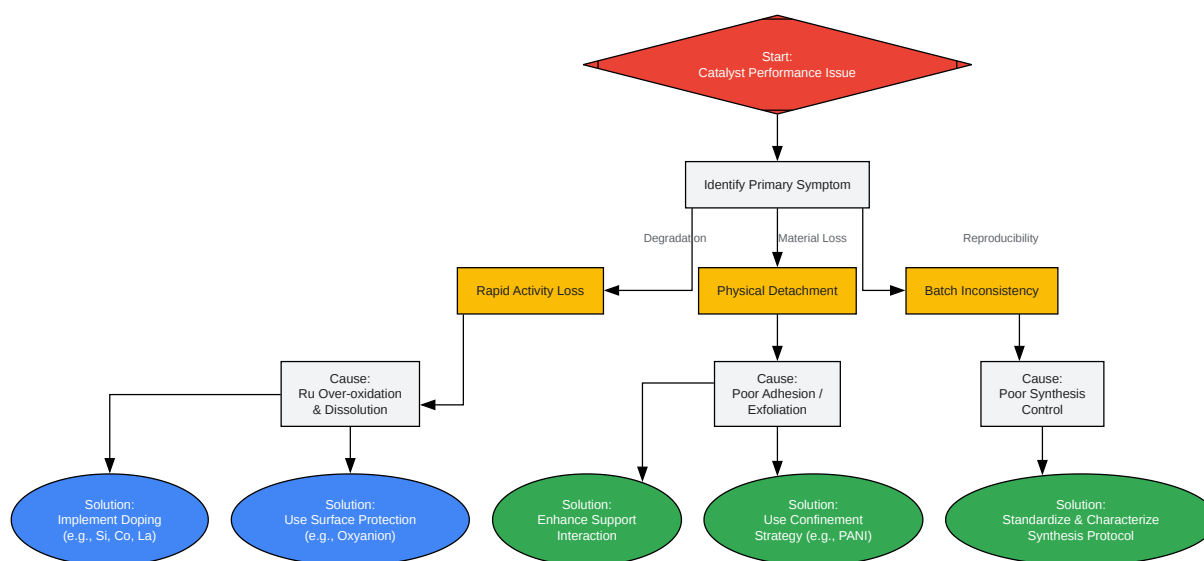 Start:
Catalyst Performance Issue
Identify Primary Symptom
Degradation
Material Loss
Reproducibility
Rapid Activity Loss
Physical Detachment
Batch Inconsistency
Cause:
Ru Over-oxidation
& Dissolution
Cause:
Poor Adhesion /
Exfoliation
Cause:
Poor Synthesis
Control
Solution:
Implement Doping
(e.g., Si, Co, La)
Solution:
Use Surface Protection
(e.g., Oxyanion)
Solution:
Enhance Support
Interaction
Solution:
Use Confinement
Strategy (e.g., PANI)
Solution:
Standardize & Characterize
Synthesis Protocol